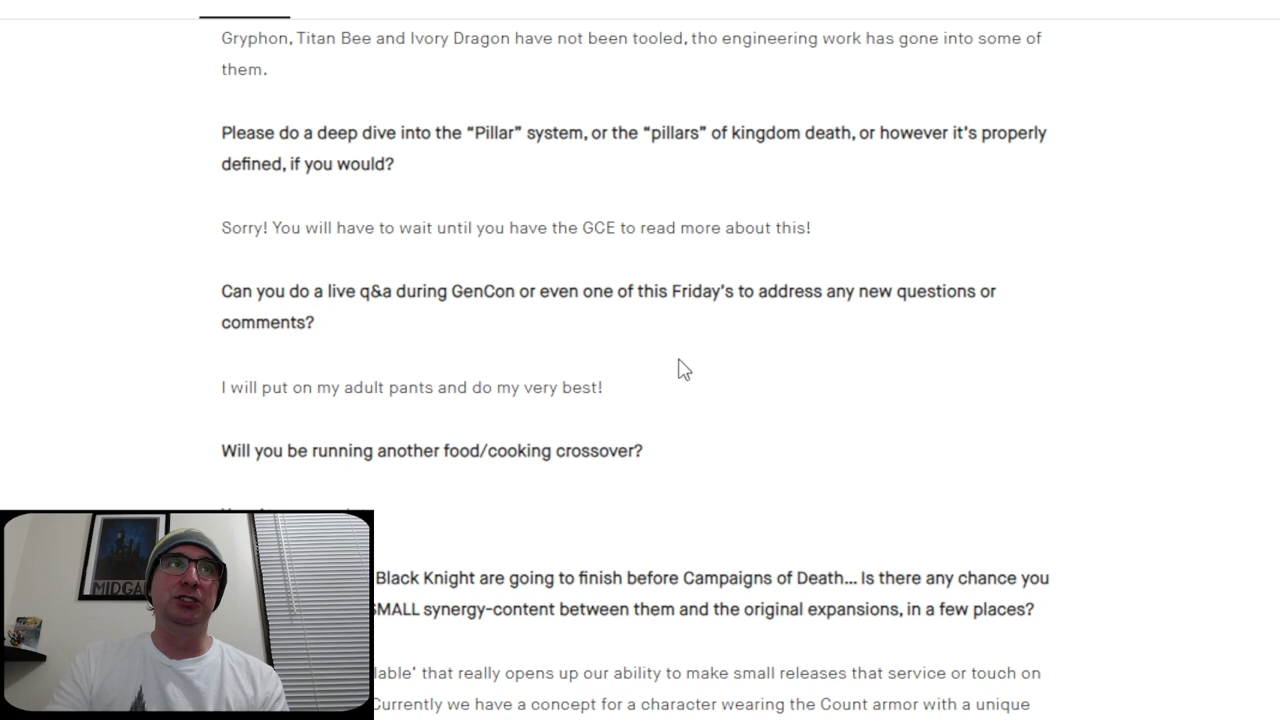 Gryphon, Titan Bee and Ivory Dragon have not been tooled, tho engineering work has gone into some of
them.
Please do a deep dive into the “Pillar” system, or the “pillars” of kingdom death, or however it’s properly
defined, if you would?
Sorry! You will have to wait until you have the GCE to read more about this!
Can you do a live q&a during GenCon or even one of this Friday’s to address any new questions or
comments?
I will put on my adult pants and do my very best!
Will you be running another food/cooking crossover?
Black Knight are going to finish before Campaigns of Death... Is there any chance you
SMALL synergy-content between them and the original expansions, in a few places?
lable’ that really opens up our ability to make small releases that service or touch on
Currently we have a concept for a character wearing the Count armor with a unique
MIDGA